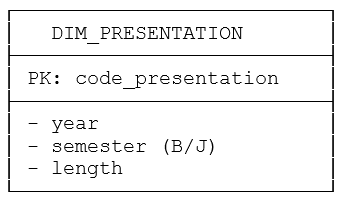 DIM_PRESENTATION
PK: code_presentation
- year
- semester (B/J)
- length